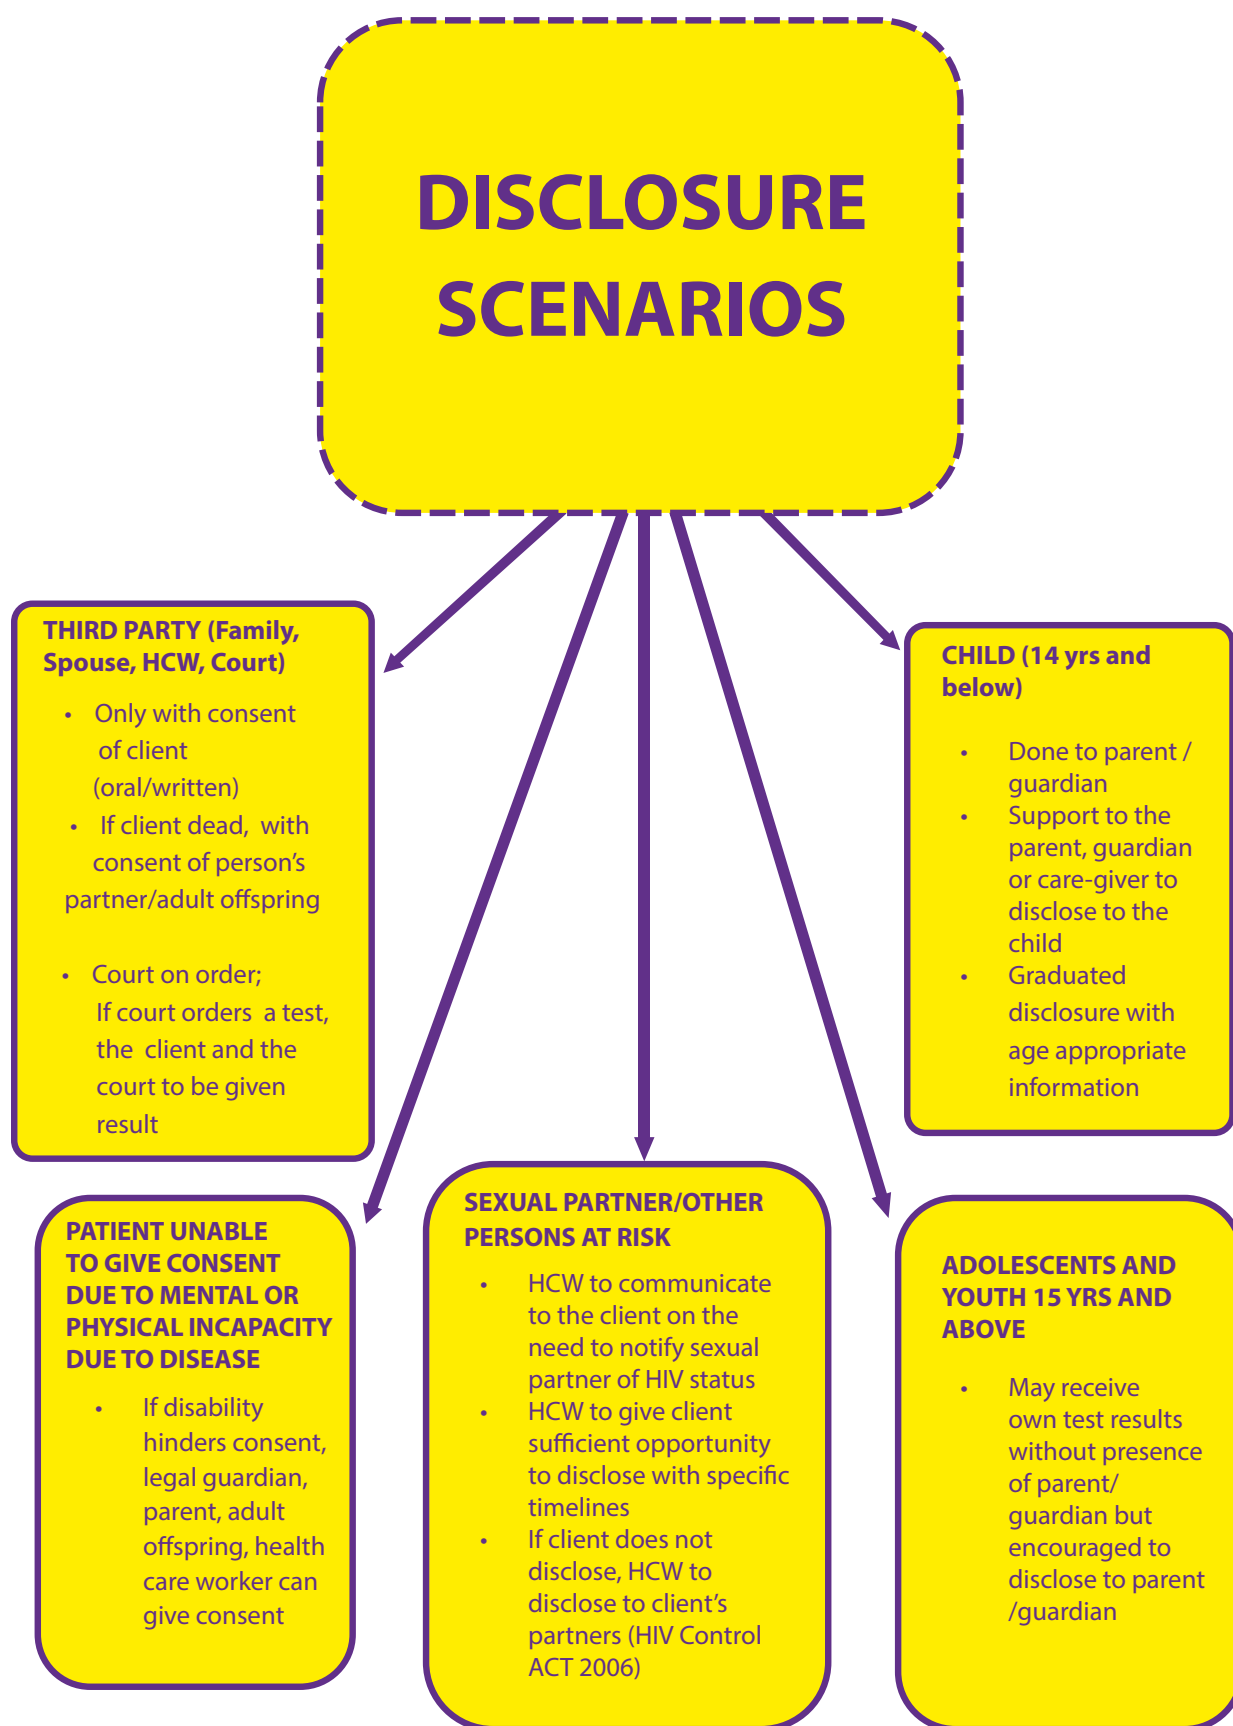 DISCLOSURE
SCENARIOS
THIRD PARTY (Family,
Spouse, HCW, Court)
• Only with consent
of client
(oral/written)
• If client dead, with
consent of person's
partner/adult offspring
• Court on order;
If court orders a test,
the client and the
court to be given
result
CHILD (14 yrs and
below)
• Done to parent /
guardian
• Support to the
parent, guardian
or care-giver to
disclose to the
child
• Graduated
disclosure with
age appropriate
information
PATIENT UNABLE
TO GIVE CONSENT
DUE TO MENTAL OR
PHYSICAL INCAPACITY
DUE TO DISEASE
• If disability
hinders consent,
legal guardian,
parent, adult
offspring, health
care worker can
give consent
SEXUAL PARTNER/OTHER
PERSONS AT RISK
• HCW to communicate
to the client on the
need to notify sexual
partner of HIV status
• HCW to give client
sufficient opportunity
to disclose with specific
timelines
• If client does not
disclose, HCW to
disclose to client's
partners (HIV Control
ACT 2006)
ADOLESCENTS AND
YOUTH 15 YRS AND
ABOVE
• May receive
own test results
without presence
of parent/
guardian but
encouraged to
disclose to parent
/guardian